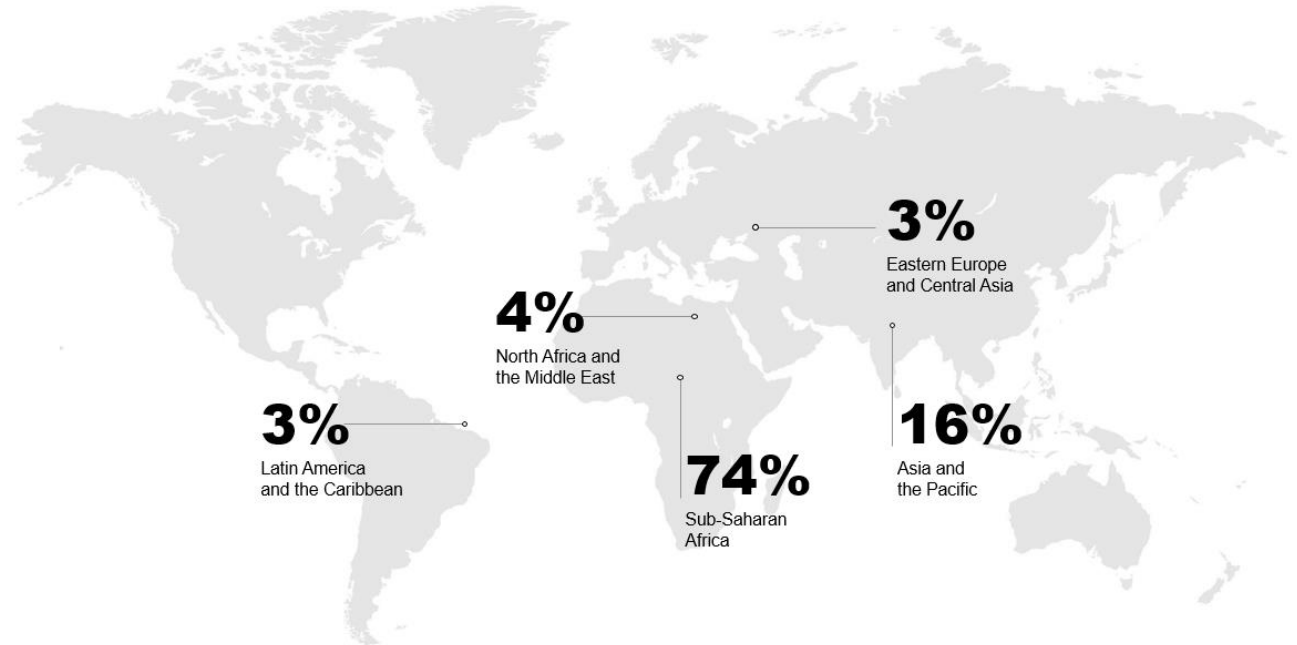 3%
Eastern Europe
and Central Asia
4%
North Africa and
the Middle East
3%
Latin America
and the Caribbean
16%
Asia and
the Pacific
74%
Sub-Saharan
Africa